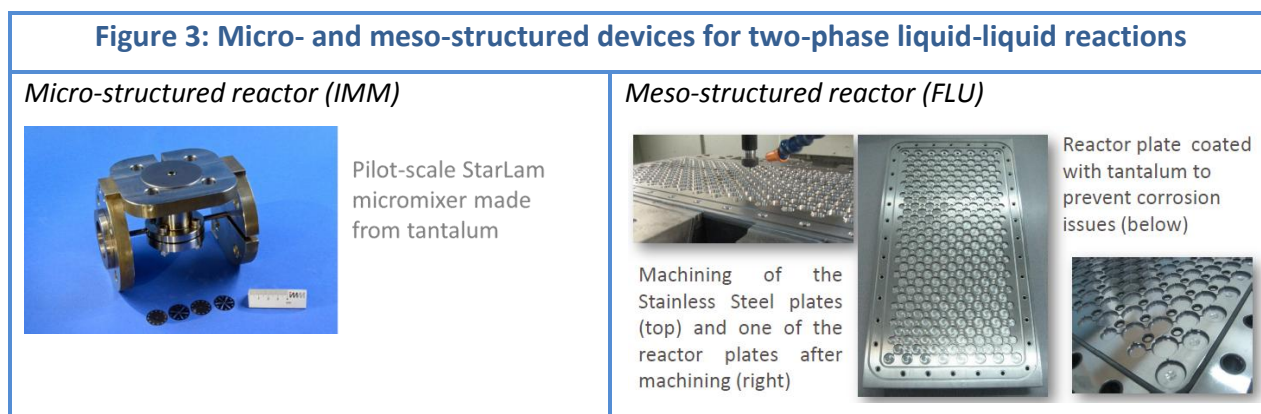 Figure 3: Micro- and meso-structured devices for two-phase liquid-liquid reactions
Micro-structured reactor (IMM)
Pilot-scale StarLam
micromixer made
from tantalum
Meso-structured reactor (FLU)
Machining of the
Stainless Steel plates
(top) and one of the
reactor plates after
machining (right)
Reactor plate coated
with tantalum to
prevent corrosion
issues (below)